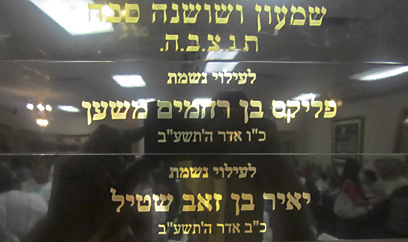 שמעון ושושנה סבח
ת.נ.צ.ב.ה.
לעילוי נשמת
פליקס בן רחמים משען
כ"ו אדר ה'תשע"ב
לעילוי נשמת
יאיר בן זאב שטיל
כ"ב אדר ה'תשע"ב